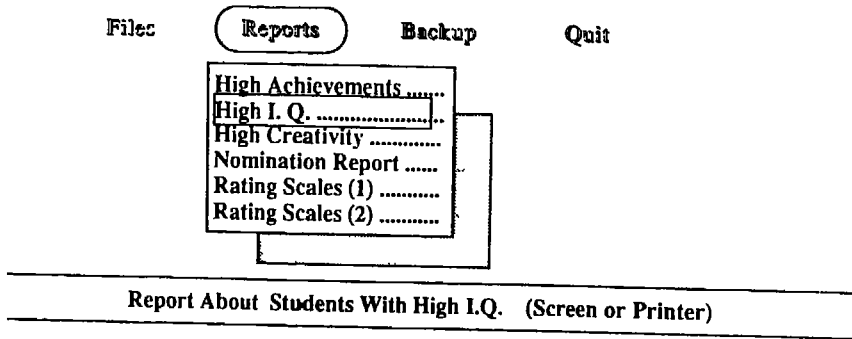 Files Reports Backup Quit
High Achievements .......
High I. Q. ........................
High Creativity .............
Nomination Report ......
Rating Scales (1) ...........
Rating Scales (2) ...........
Report About Students With High I.Q. (Screen or Printer)